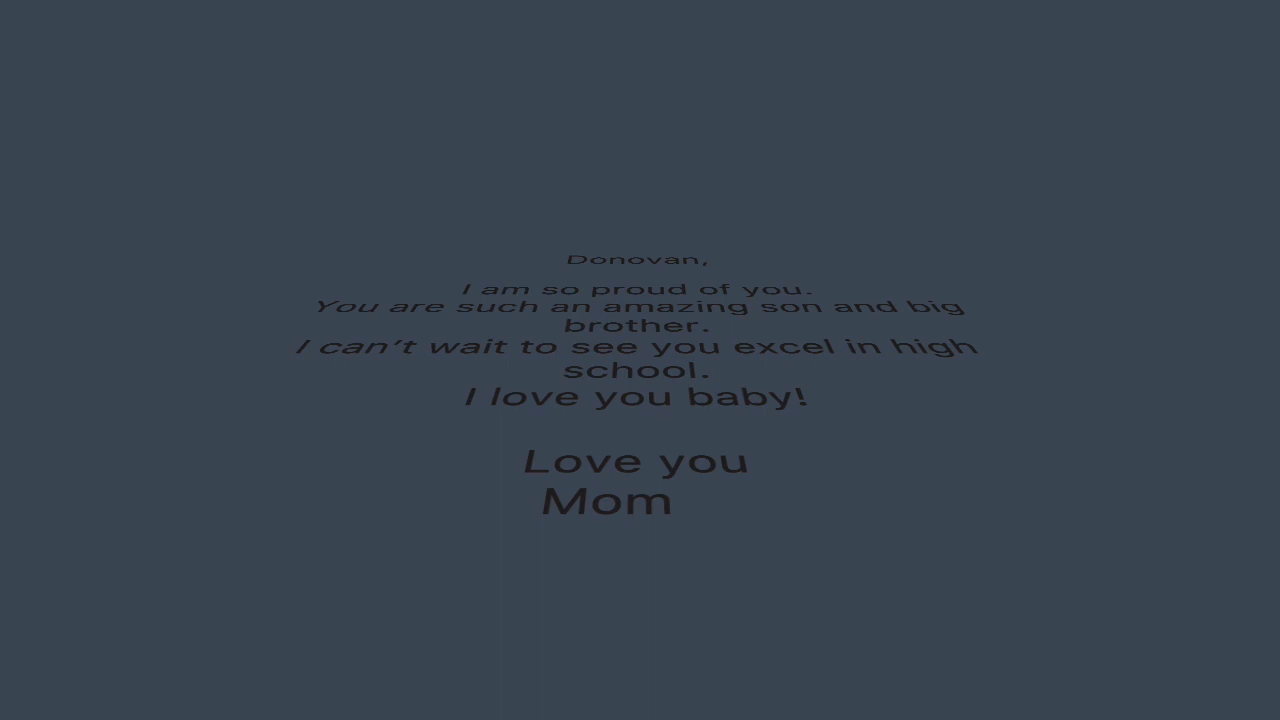 Donovan,
I am so proud of you.
You are such an amazing son and big
brother.
I can't wait to see you excel in high
school.
I love you baby!
Love you
Mom